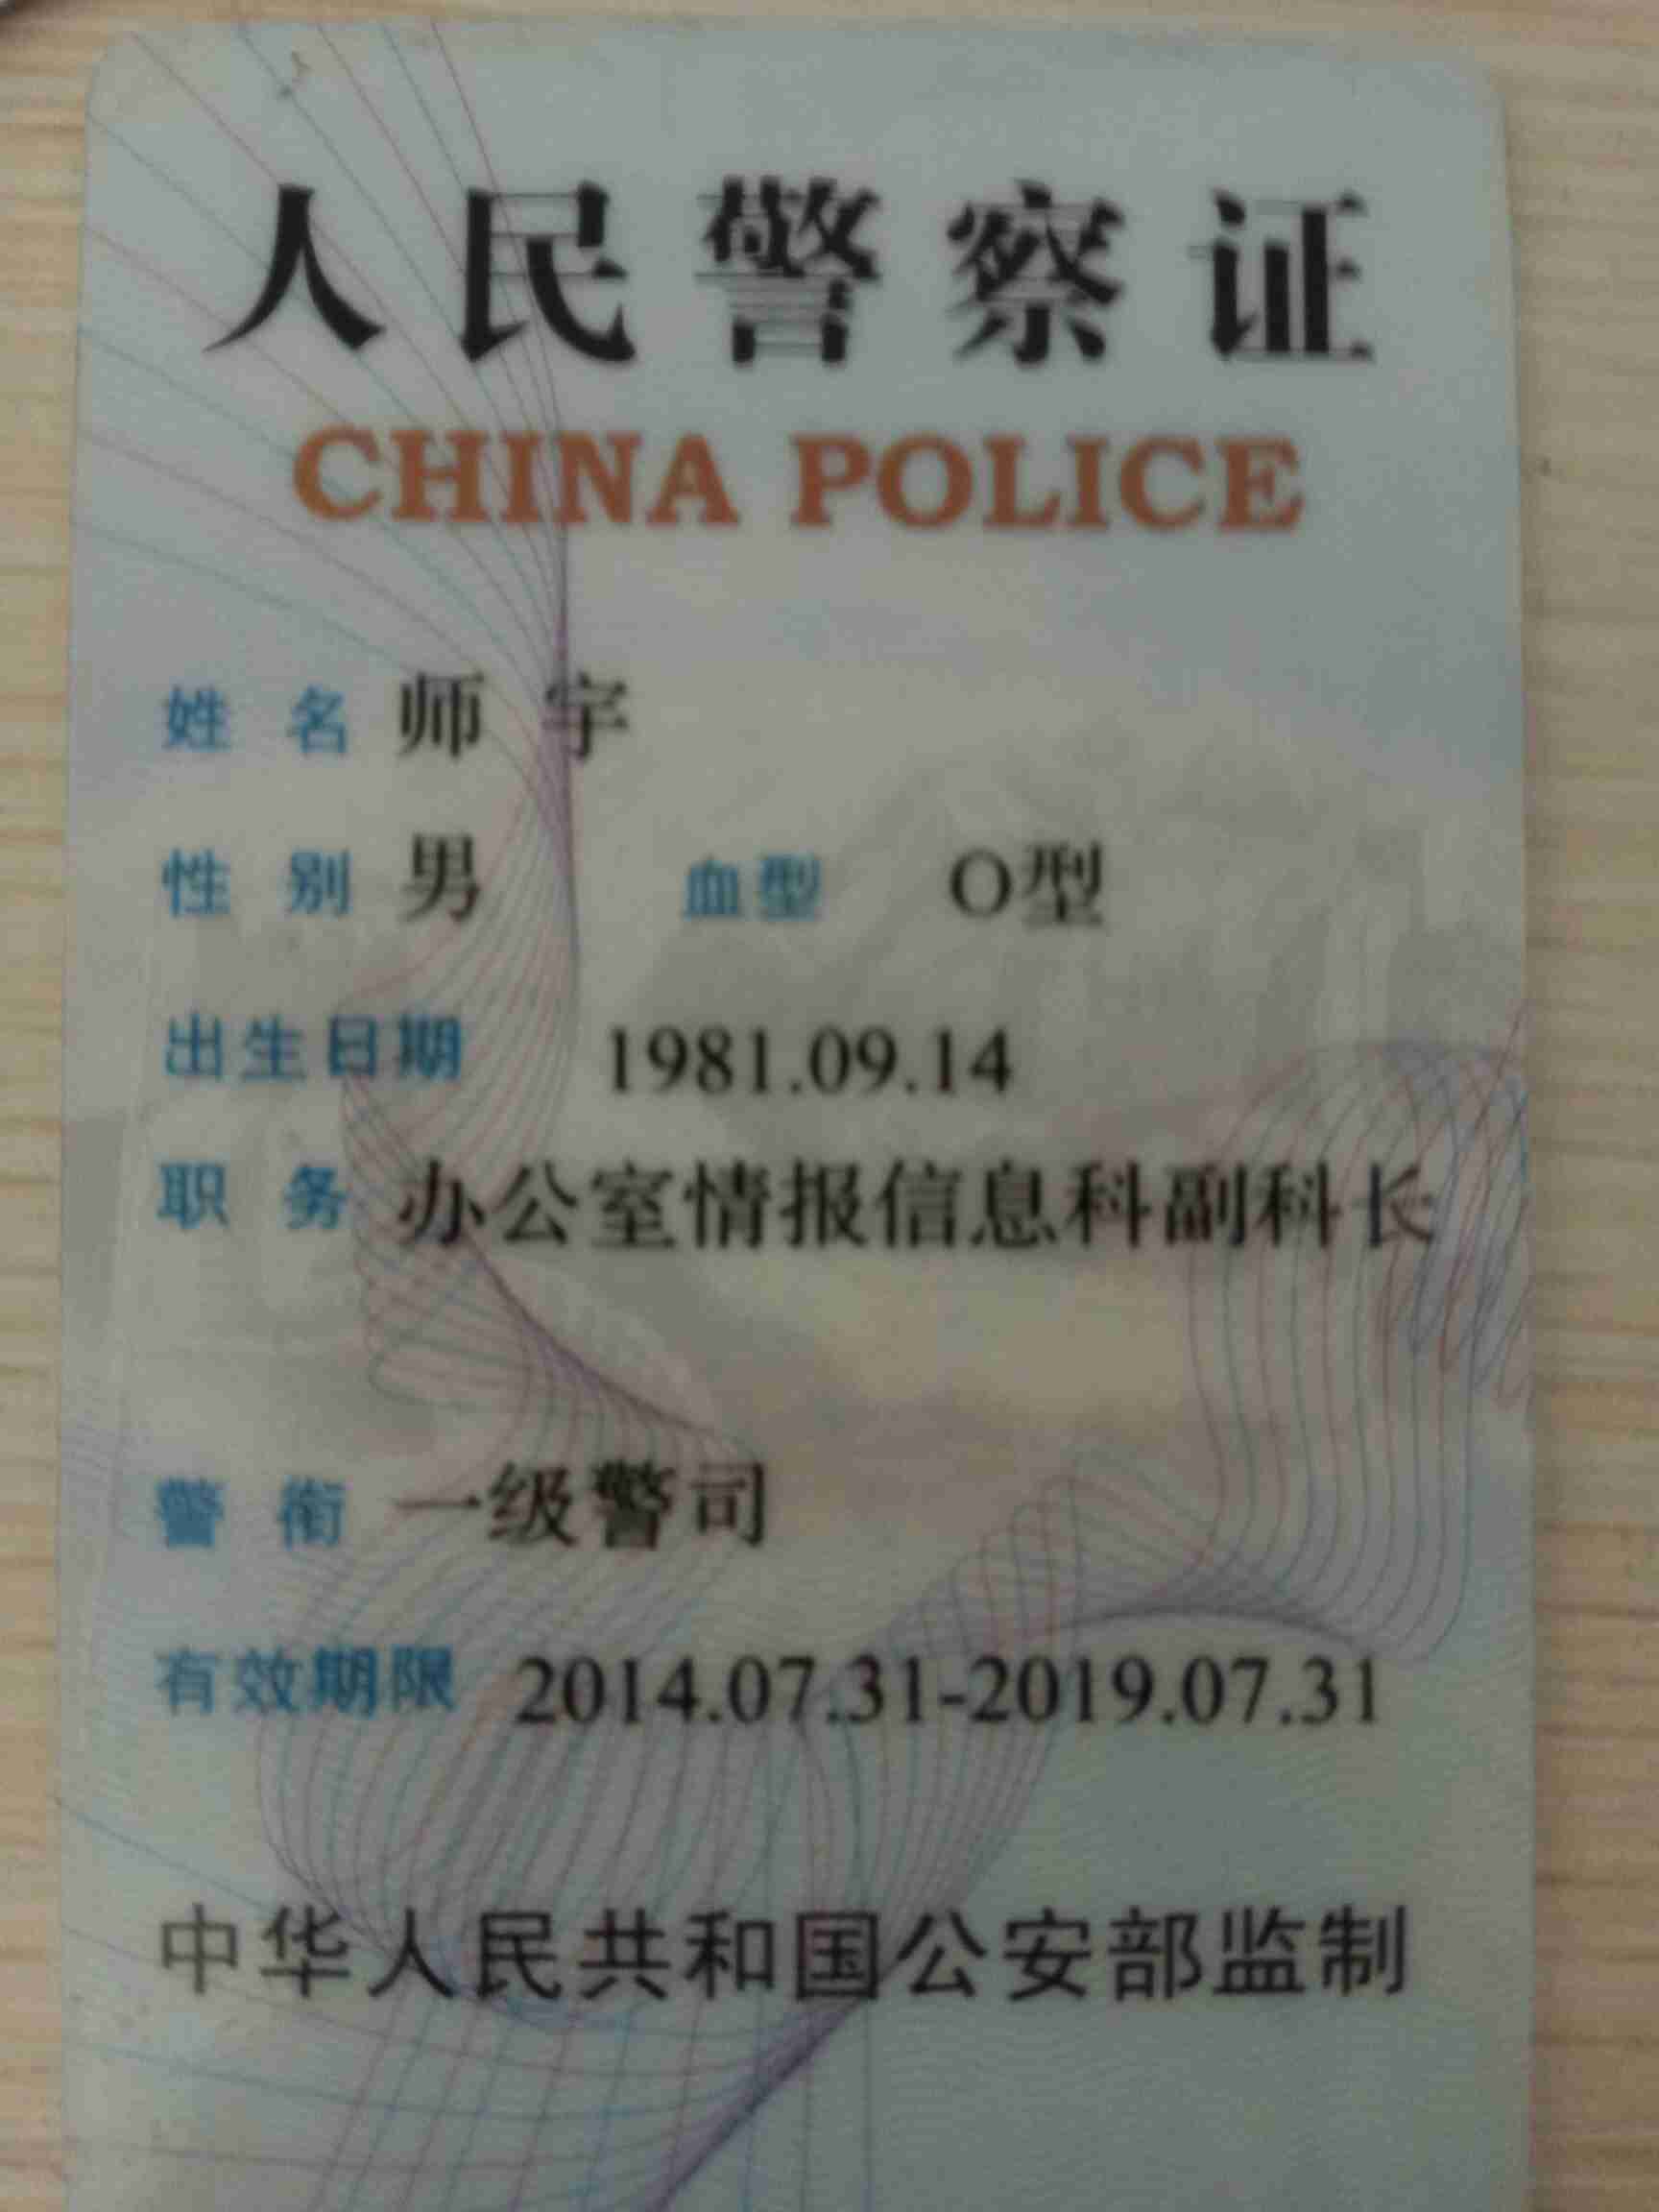 人民警察证
CHINA POLICE
姓名 师宇
性别 男 血型 O型
出生日期 1981.09.14
职务 办公室情报信息科副科长
警衔 一级警司
有效期限 2014.07.31-2019.07.31
中华人民共和国公安部监制